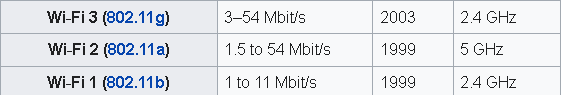 Wi-Fi 3 (802.11g) 3–54 Mbit/s 2003 2.4 GHz
Wi-Fi 2 (802.11a) 1.5 to 54 Mbit/s 1999 5 GHz
Wi-Fi 1 (802.11b) 1 to 11 Mbit/s 1999 2.4 GHz